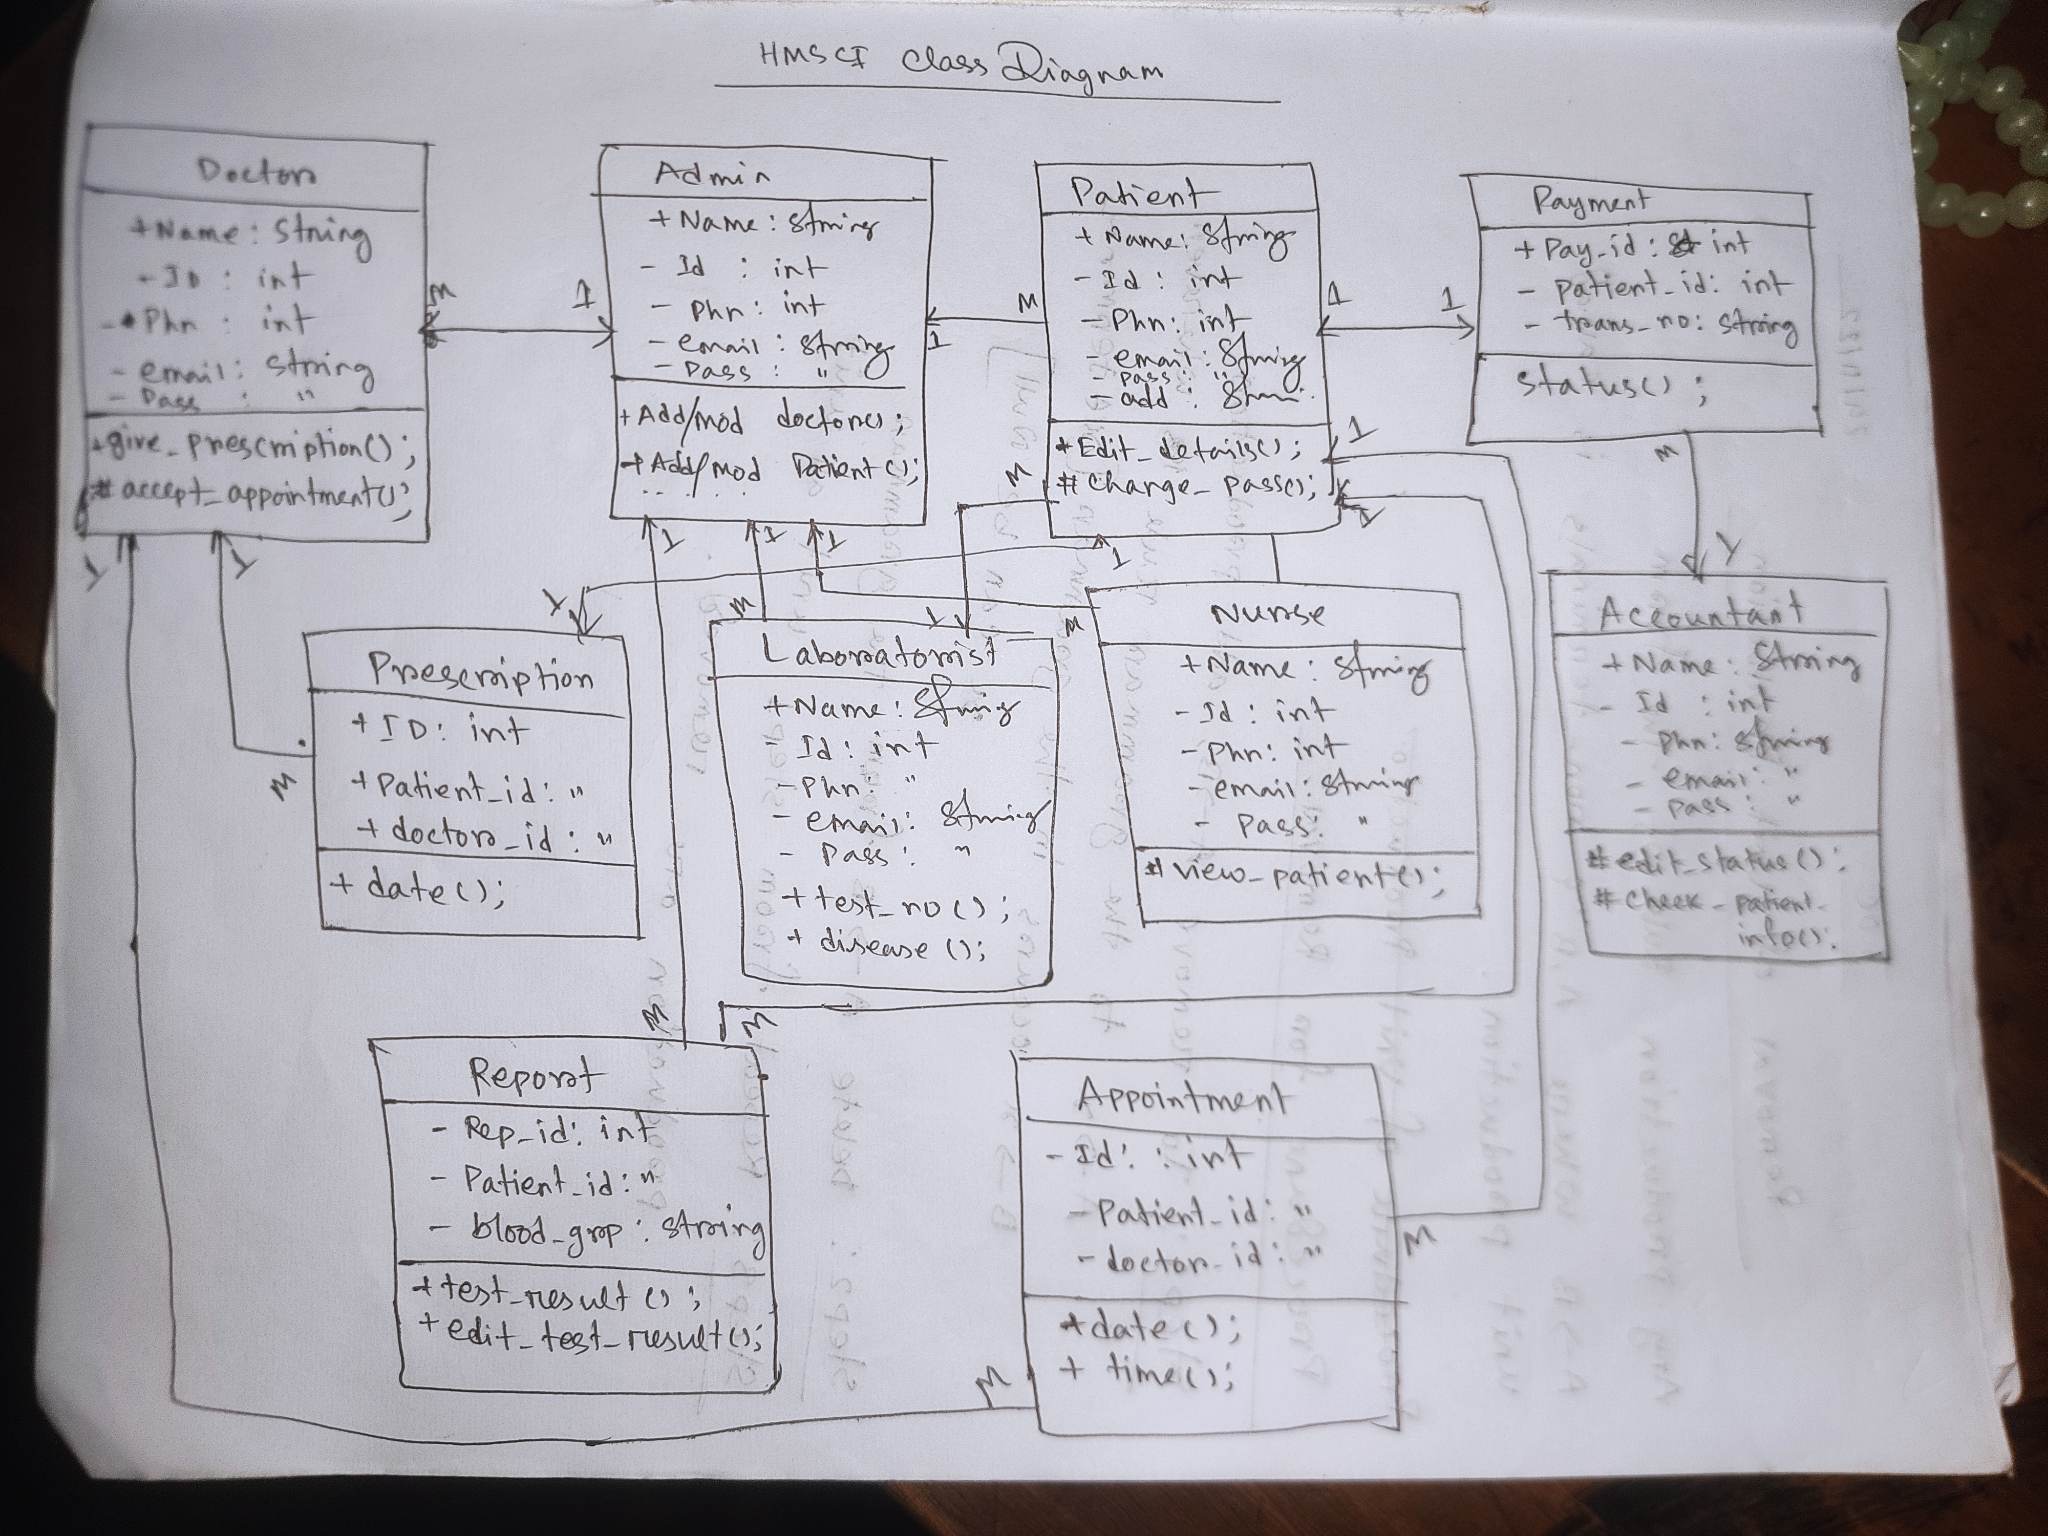 HMSCI Class Diagram
Doctor
+Name: String
- ID : int
- Phn : int
- email: string
- Pass : "
+give_prescription();
# accept_appointment();
M
1
Admin
+ Name : String
- Id : int
- Phn : int
- email : String
- Pass : "
+ Add/mod doctor();
+ Add/mod Patient();
M
1
Patient
+ Name: String
- Id : int
- Phn: int
- email : String
- pass : "
- add :
+ Edit_details();
# change_pass();
1
1
Payment
+ Pay_id : int
- patient_id: int
- trans_no: string
status();
M
1
1
1
M
1
1
1
1
1
1
1
M
1
M
M
Prescription
+ ID: int
+ Patient_id: "
+ doctor_id : "
+ date();
M
Laboratorist
+Name: String
- Id : int
- Phn: "
- email: String
- Pass : "
+ test_no();
+ disease ();
Nurse
+ Name : String
- Id : int
- Phn: int
- email: String
- Pass: "
# view_patient();
Accountant
+ Name : String
- Id : int
- Phn: String
- email: "
- Pass : "
# edit_status();
# Check_patient_
info();
M
M
Report
- Rep_id: int
- Patient_id: "
- blood_grp : string
+ test_result ();
+ edit_test_result();
Appointment
- Id : int
- Patient_id : "
- doctor_id : "
+ date();
+ time();
M
M